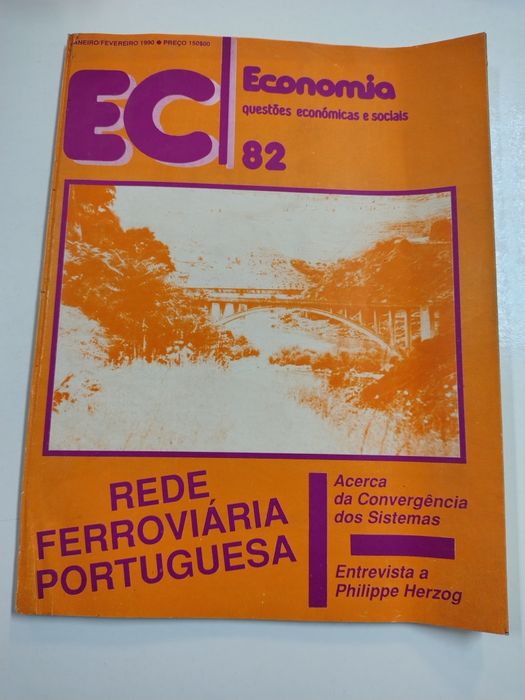 JANEIRO/FEVEREIRO 1990 ● PREÇO 150$00
EC
Economia
questões económicas e sociais
82
REDE
FERROVIÁRIA
PORTUGUESA
Acerca
da Convergência
dos Sistemas
Entrevista a
Philippe Herzog